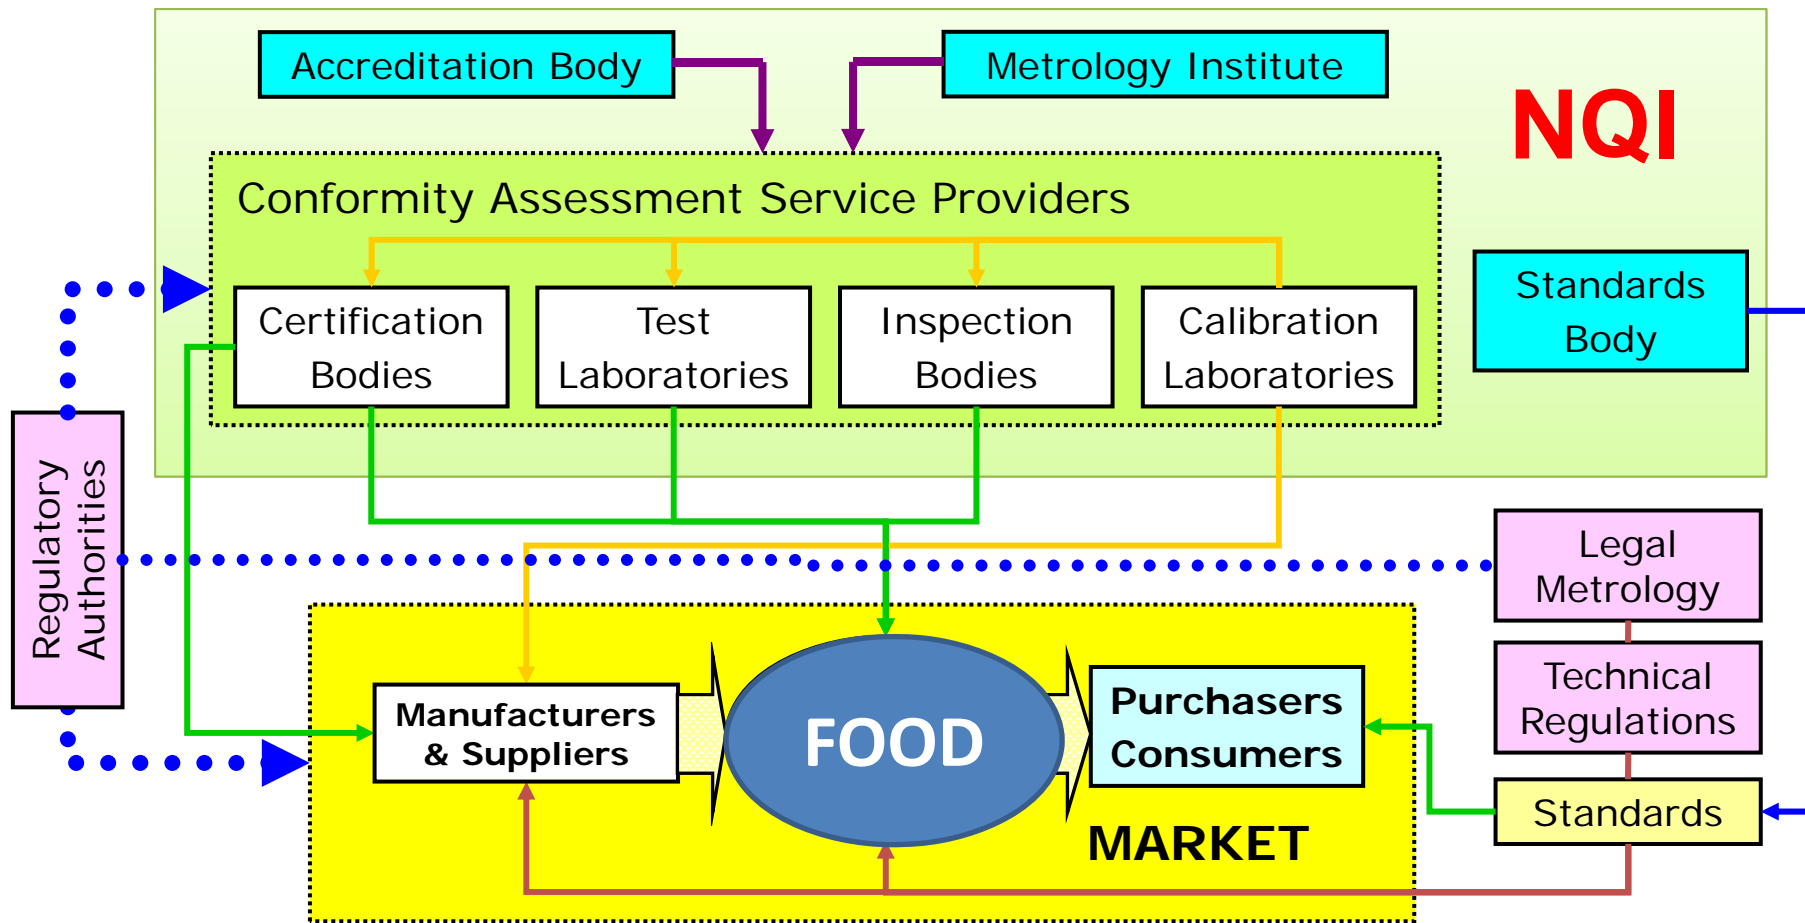 Accreditation Body
Metrology Institute
NQI
Conformity Assessment Service Providers
Certification
Bodies
Test
Laboratories
Inspection
Bodies
Calibration
Laboratories
Standards
Body
Regulatory
Authorities
Legal
Metrology
Technical
Regulations
Standards
Manufacturers
& Suppliers
FOOD
Purchasers
Consumers
MARKET